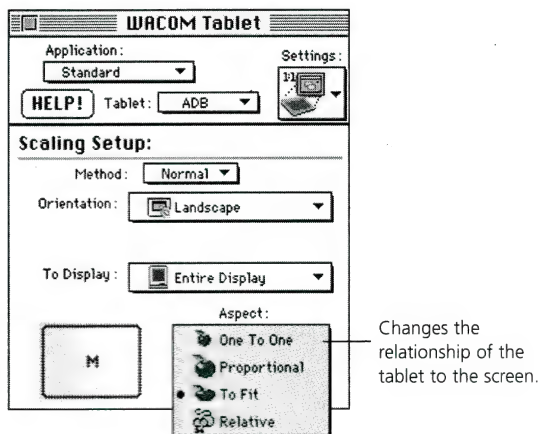 WACOM Tablet
Application:
Settings:
Standard
1:1
HELP! Tablet: ADB
Scaling Setup:
Method: Normal
Orientation: Landscape
To Display: Entire Display
Aspect:
One To One
Proportional
• To Fit
Relative
M
Changes the
relationship of the
tablet to the screen.